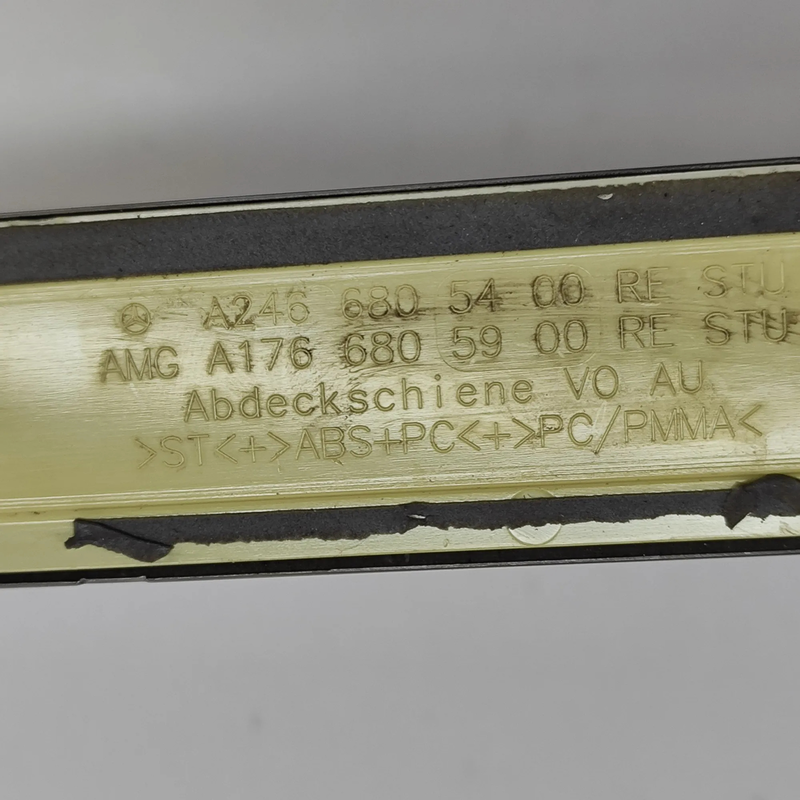 A246 680 54 00 RE STU
AMG A176 680 59 00 RE STU
Abdeckschiene VO AU
>ST<+>ABS+PC<+>PC/PMMA<